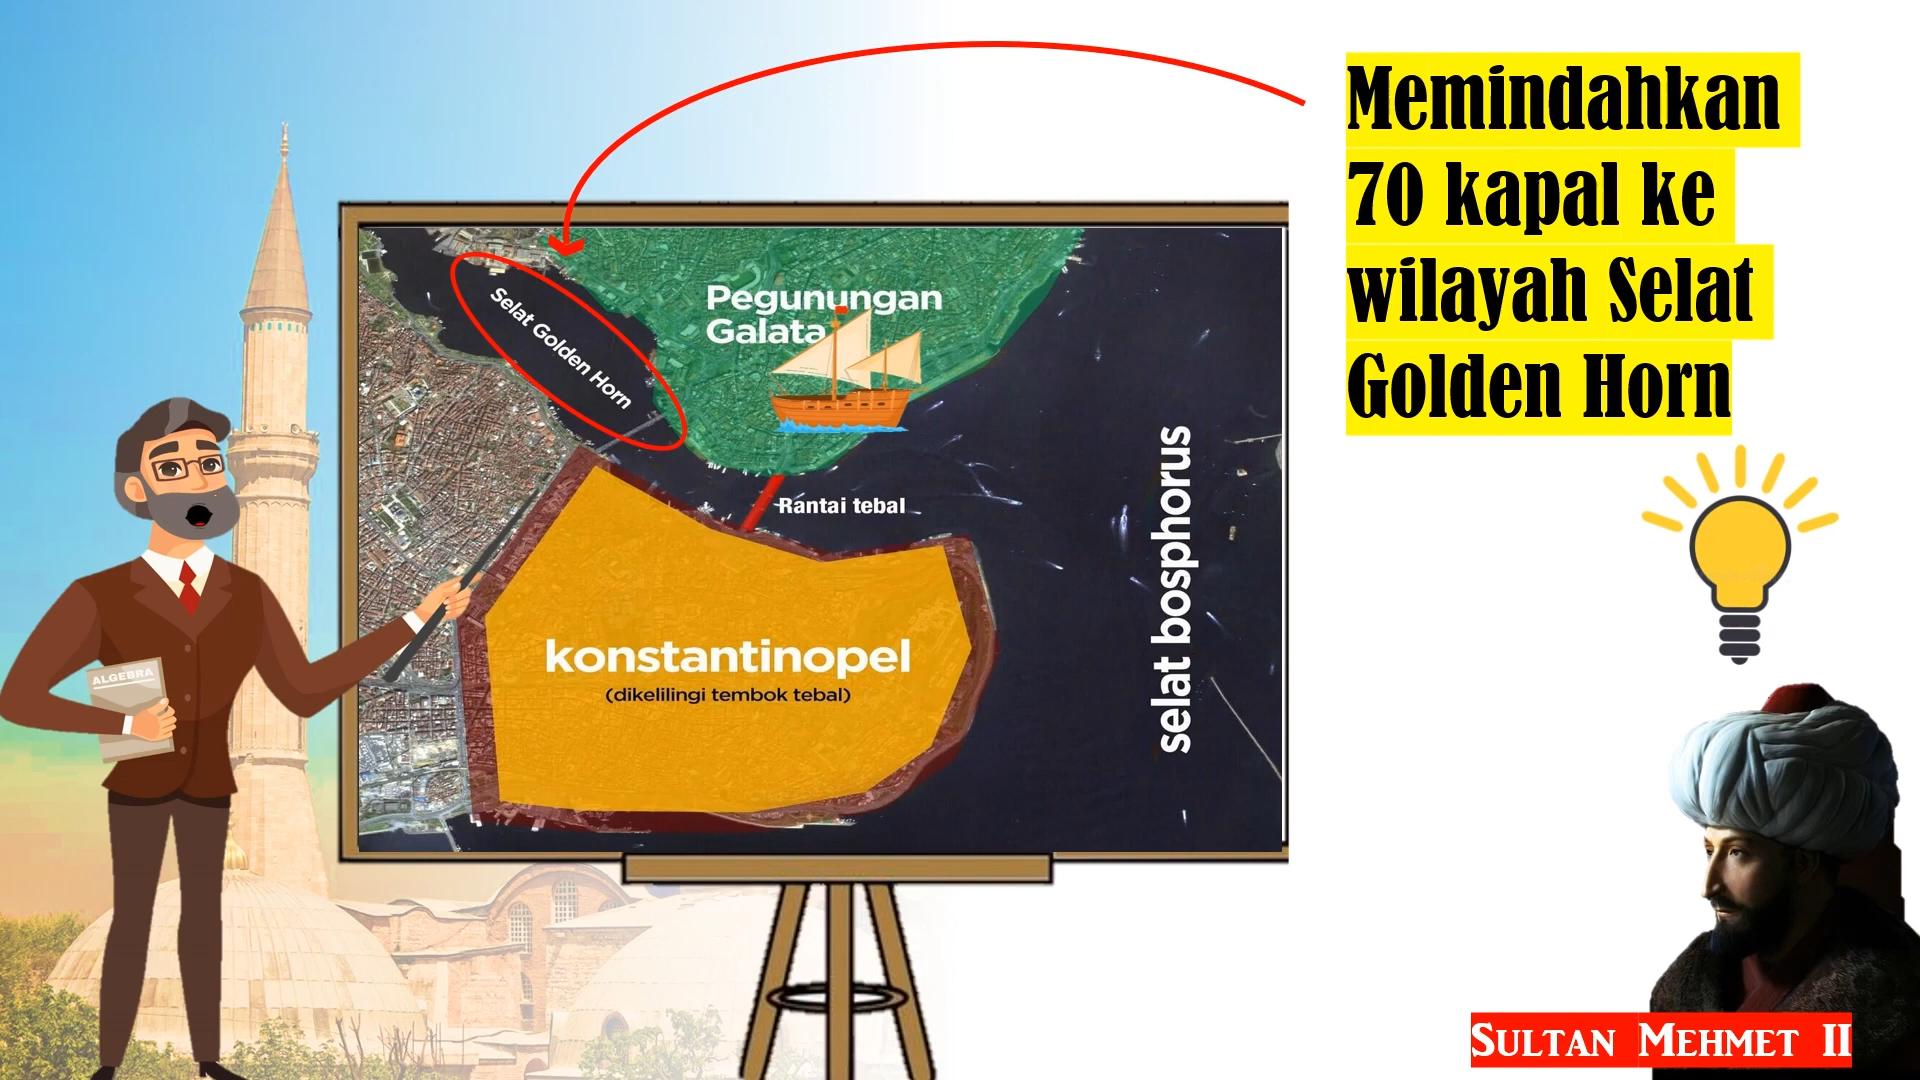 Memindahkan
70 kapal ke
wilayah Selat
Golden Horn
Selat Golden Horn
Pegunungan
Galata
Rantai tebal
selat bosphorus
konstantinopel
(dikelilingi tembok tebal)
ALGEBRA
SULTAN MEHMET II